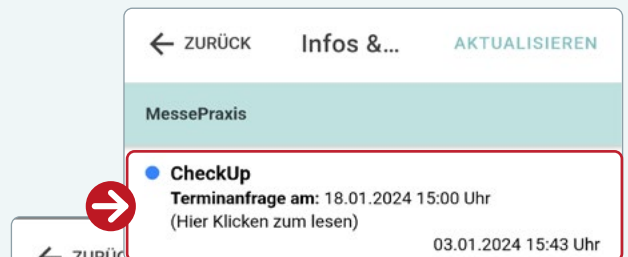 ← ZURÜCK Infos &... AKTUALISIEREN
MessePraxis
CheckUp
Terminanfrage am: 18.01.2024 15:00 Uhr
(Hier Klicken zum lesen)
03.01.2024 15:43 Uhr